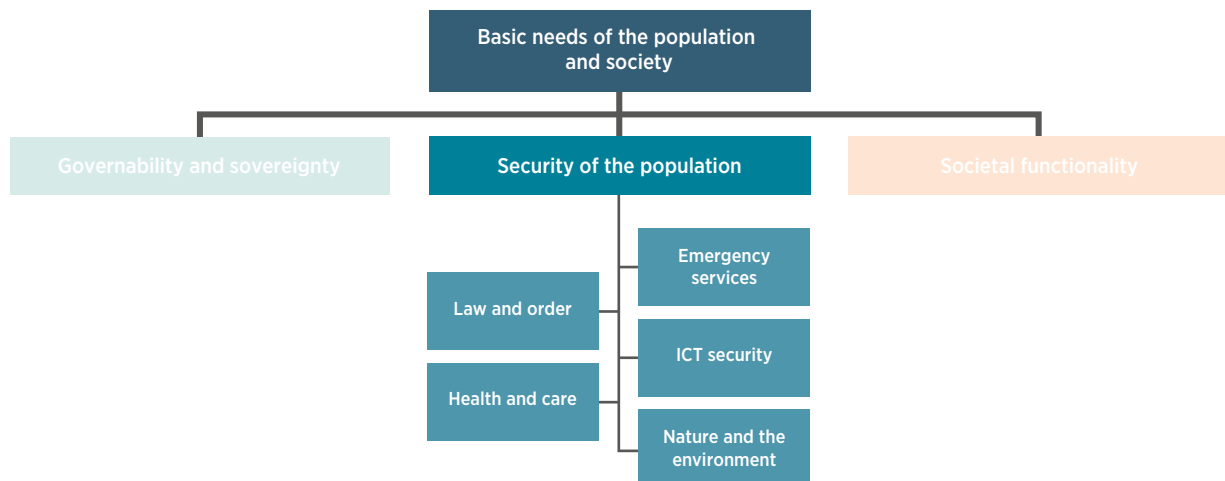 Basic needs of the population
and society
Governability and sovereignty
Security of the population
Societal functionality
Emergency
services
Law and order
ICT security
Health and care
Nature and the
environment